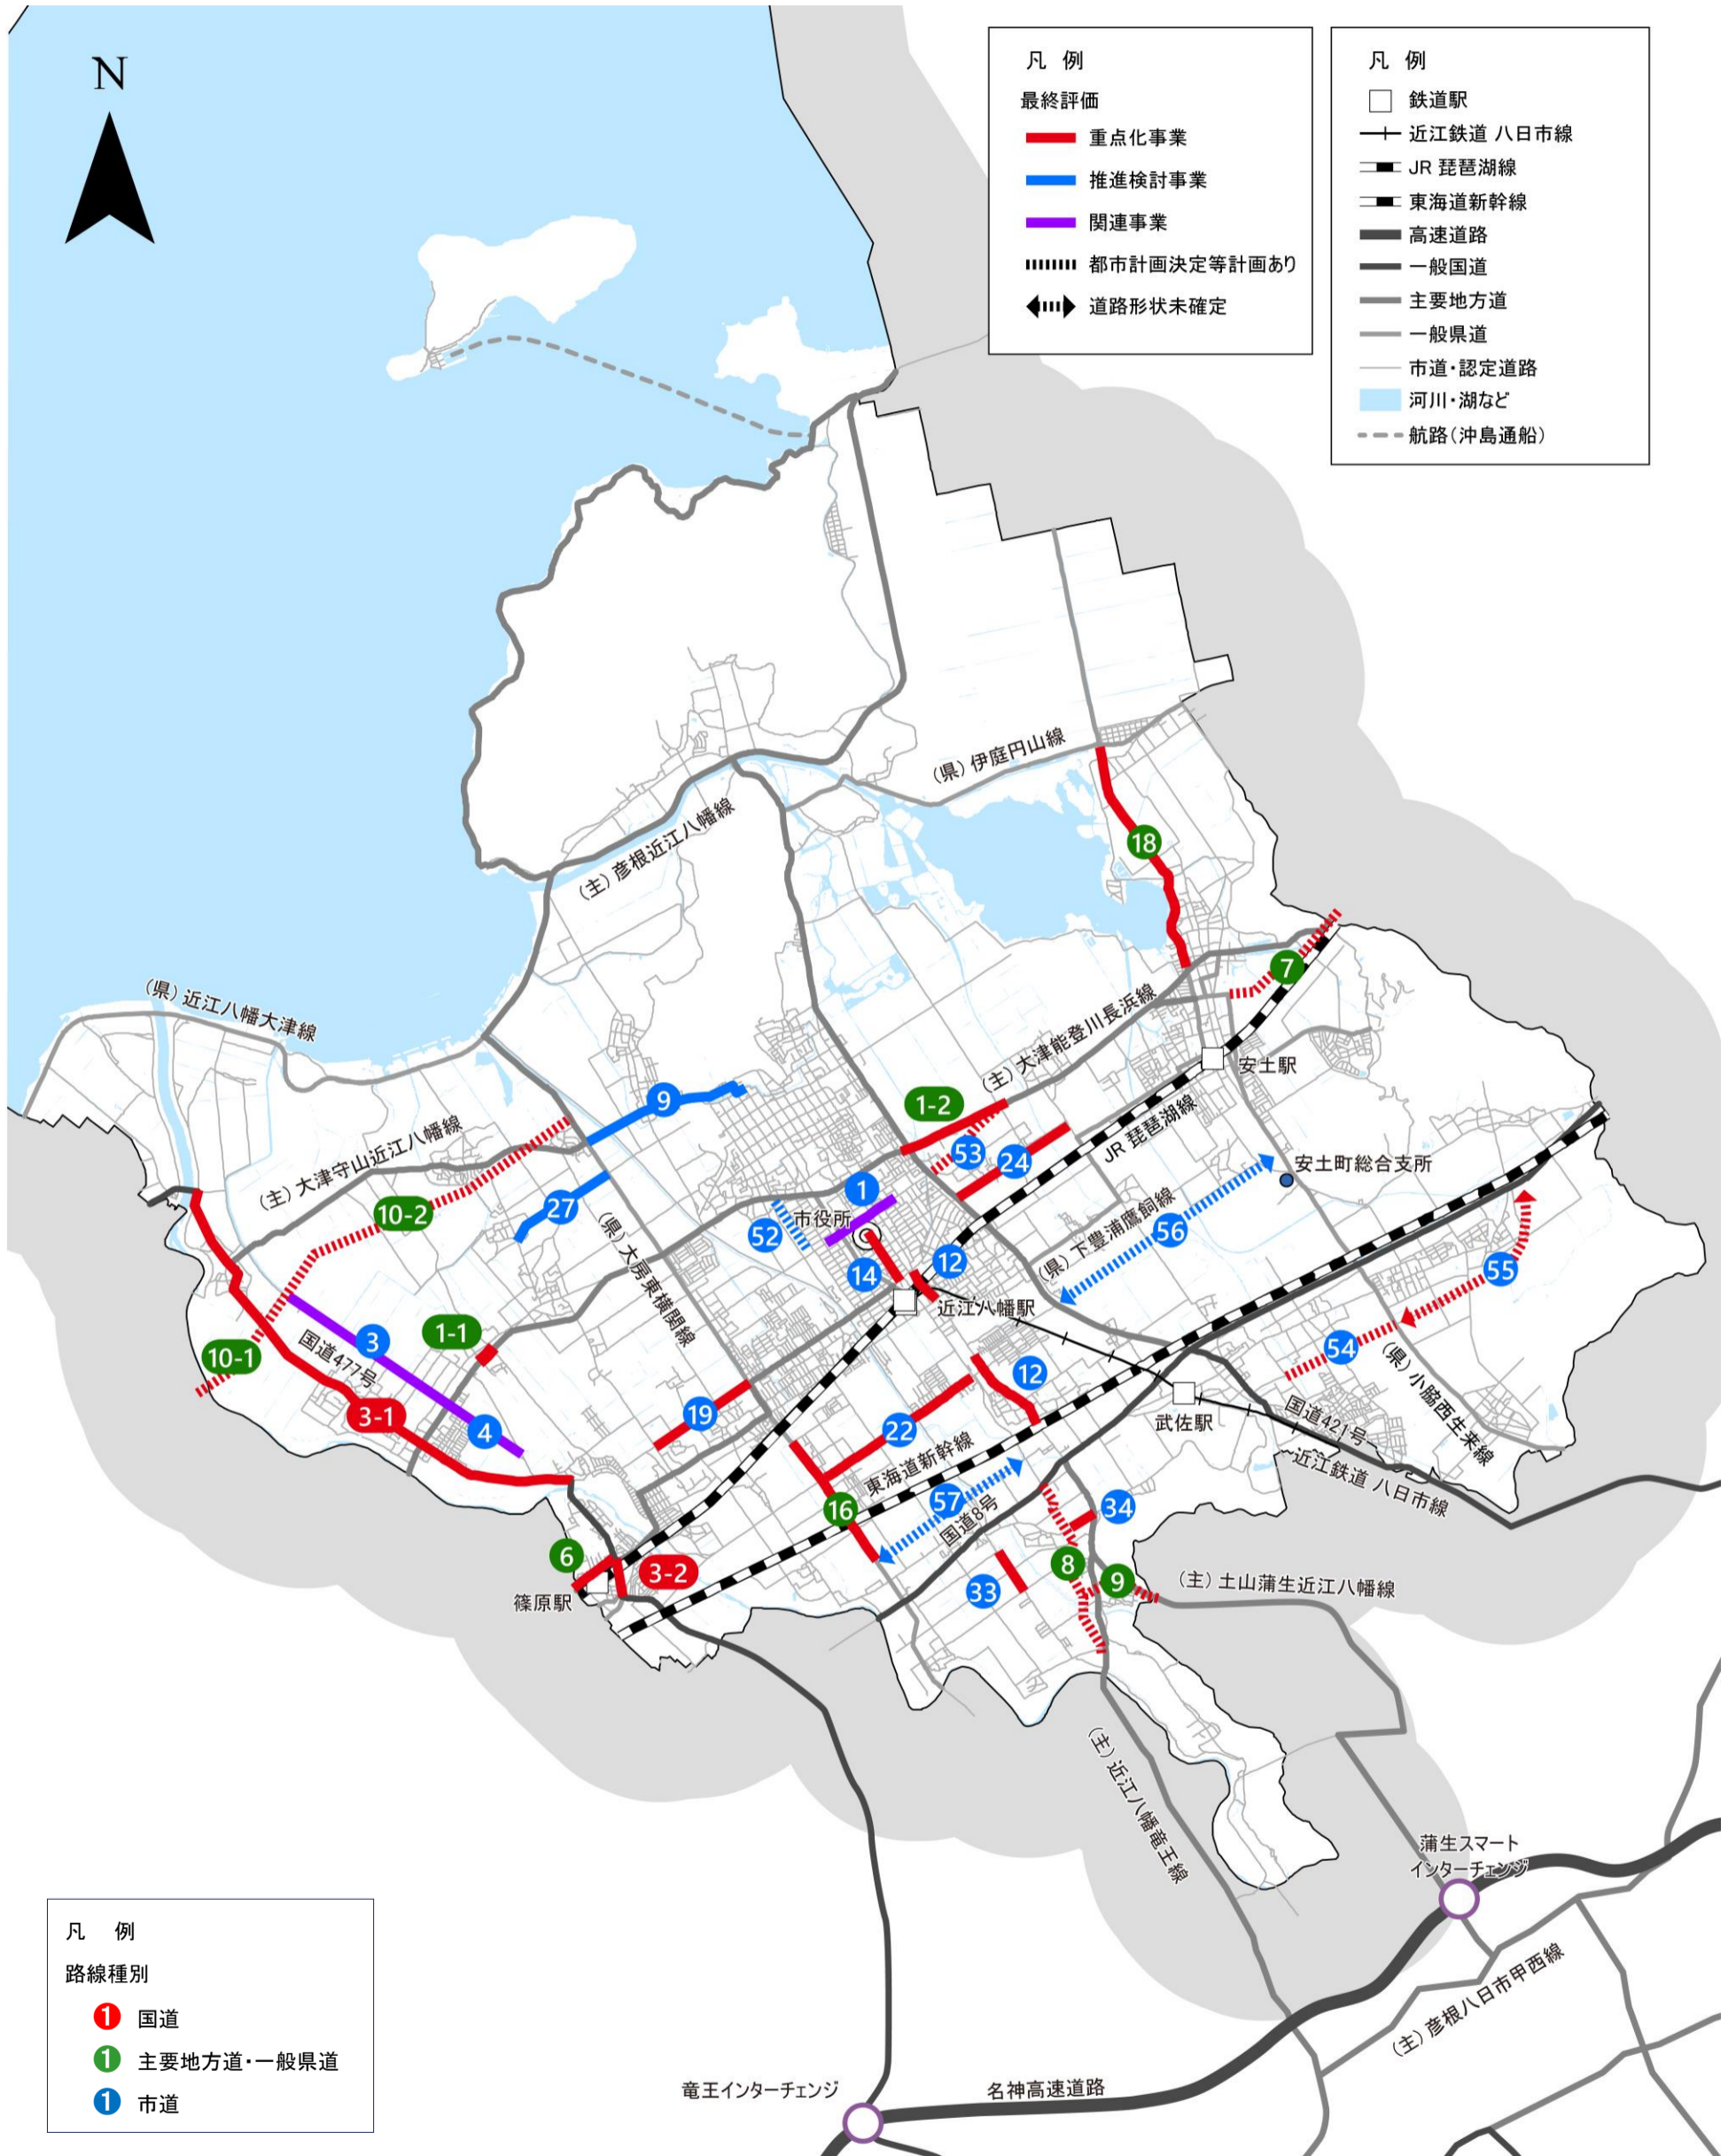 N
凡 例
最終評価
重点化事業
推進検討事業
関連事業
都市計画決定等計画あり
道路形状未確定
凡 例
鉄道駅
近江鉄道 八日市線
JR 琵琶湖線
東海道新幹線
高速道路
一般国道
主要地方道
一般県道
市道・認定道路
河川・湖など
航路(沖島通船)
(県)伊庭円山線
(主)彦根近江八幡線
18
7
(県)近江八幡大津線
(主)大津能登川長浜線
安土駅
9
1-2
JR 琵琶湖線
(主)大津守山近江八幡線
53
24
安土町総合支所
10-2
27
1
市役所
52
(県)大房東横関線
(県)下豊浦鷹飼線
56
14
12
55
近江八幡駅
3
1-1
国道477号
10-1
54
(県)小脇西生来線
3-1
4
19
12
22
武佐駅
国道421号
東海道新幹線
近江鉄道 八日市線
57
国道8号
16
34
6
3-2
8
9
33
篠原駅
(主)土山蒲生近江八幡線
(主)近江八幡竜王線
蒲生スマート
インターチェンジ
(主)彦根八日市甲西線
竜王インターチェンジ
名神高速道路
凡 例
路線種別
1 国道
1 主要地方道・一般県道
1 市道